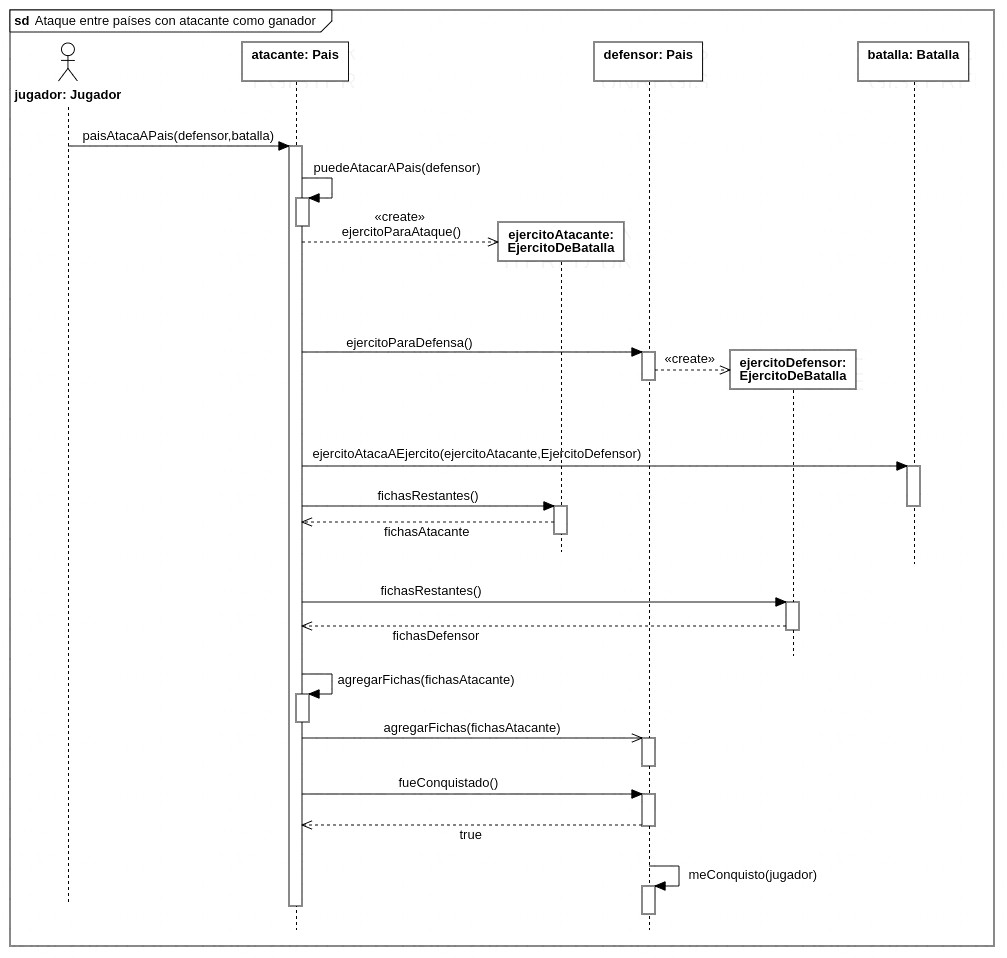 sd Ataque entre países con atacante como ganador
jugador: Jugador
atacante: Pais
defensor: Pais
batalla: Batalla
paisAtacaAPais(defensor,batalla)
puedeAtacarAPais(defensor)
«create»
ejercitoParaAtaque()
ejercitoAtacante:
EjercitoDeBatalla
ejercitoParaDefensa()
«create»
ejercitoDefensor:
EjercitoDeBatalla
ejercitoAtacaAEjercito(ejercitoAtacante,EjercitoDefensor)
fichasRestantes()
fichasAtacante
fichasRestantes()
fichasDefensor
agregarFichas(fichasAtacante)
agregarFichas(fichasAtacante)
fueConquistado()
true
meConquisto(jugador)